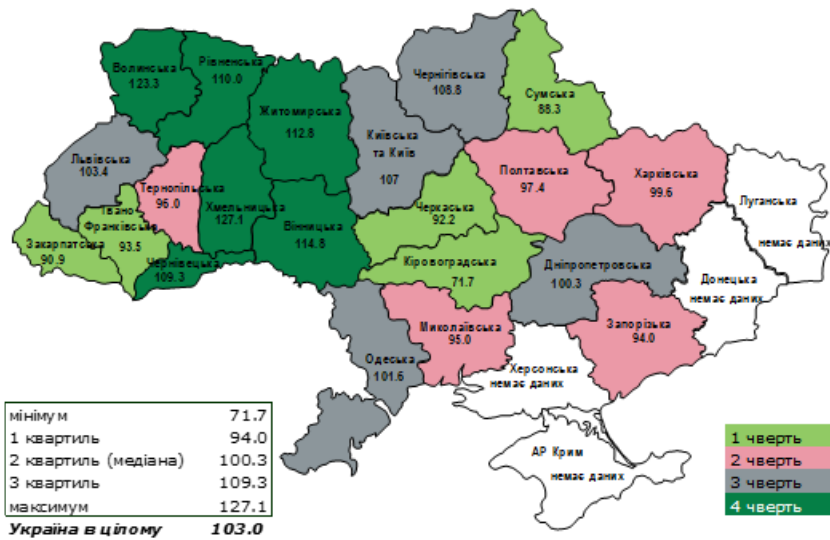 Волинська
123.3
Рівненська
110.0
Житомирська
112.8
Київська
та Київ
107
Чернігівська
108.8
Сумська
88.3
Львівська
103.4
Тернопільська
96.0
Хмельницька
127.1
Вінницька
114.8
Черкаська
92.2
Полтавська
97.4
Харківська
99.6
Луганська
немає даних
Івано
Франківська
93.5
Закарпатська
90.9
Чернівецька
109.3
Кіровоградська
71.7
Дніпропетровська
100.3
Донецька
немає даних
Одеська
101.6
Миколаївська
95.0
Запорізька
94.0
Херсонська
немає даних
АР Крим
немає даних
мінімум 71.7
1 квартиль 94.0
2 квартиль (медіана) 100.3
3 квартиль 109.3
максимум 127.1
Україна в цілому 103.0
1 чверть
2 чверть
3 чверть
4 чверть